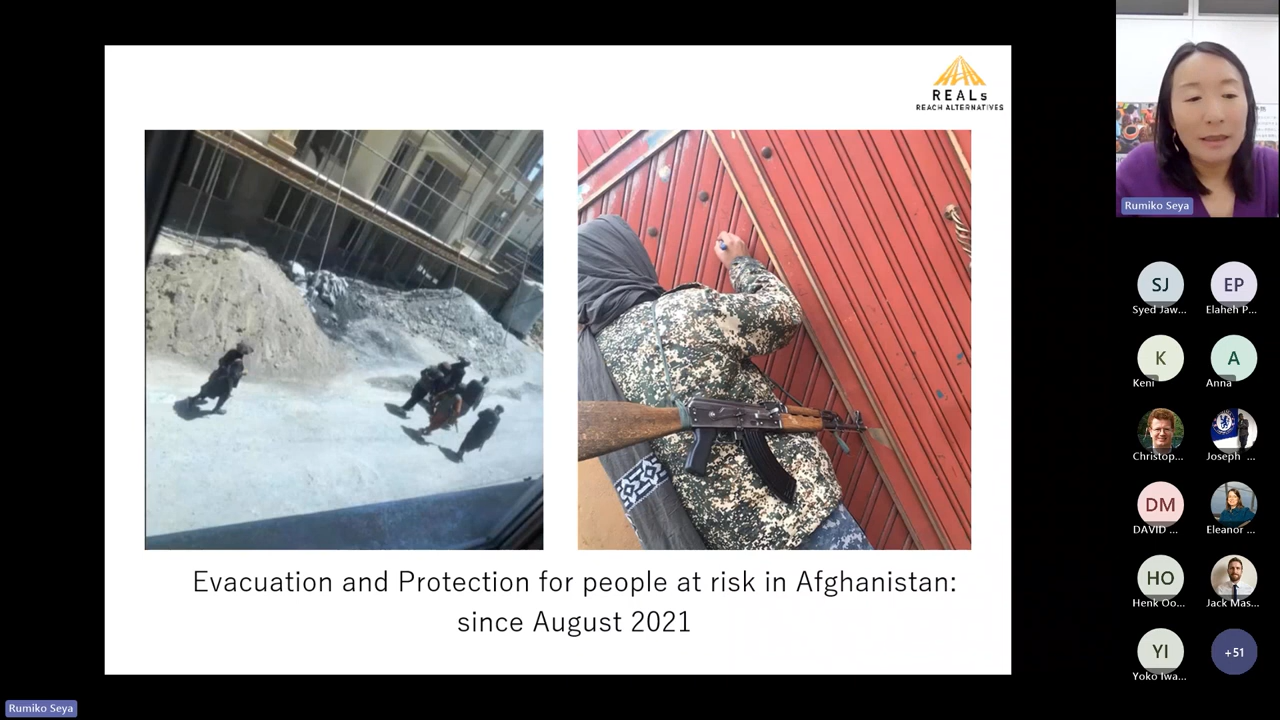 REALs
REACH ALTERNATIVES
Evacuation and Protection for people at risk in Afghanistan:
since August 2021
Rumiko Seya
SJ
EP
Syed Jaw...
Elaheh P...
K
A
Keni
Anna
Christop...
Joseph ...
DM
DAVID ...
Eleanor ...
HO
Henk Oo...
Jack Mas...
YI
+51
Yoko Iwa...
Rumiko Seya